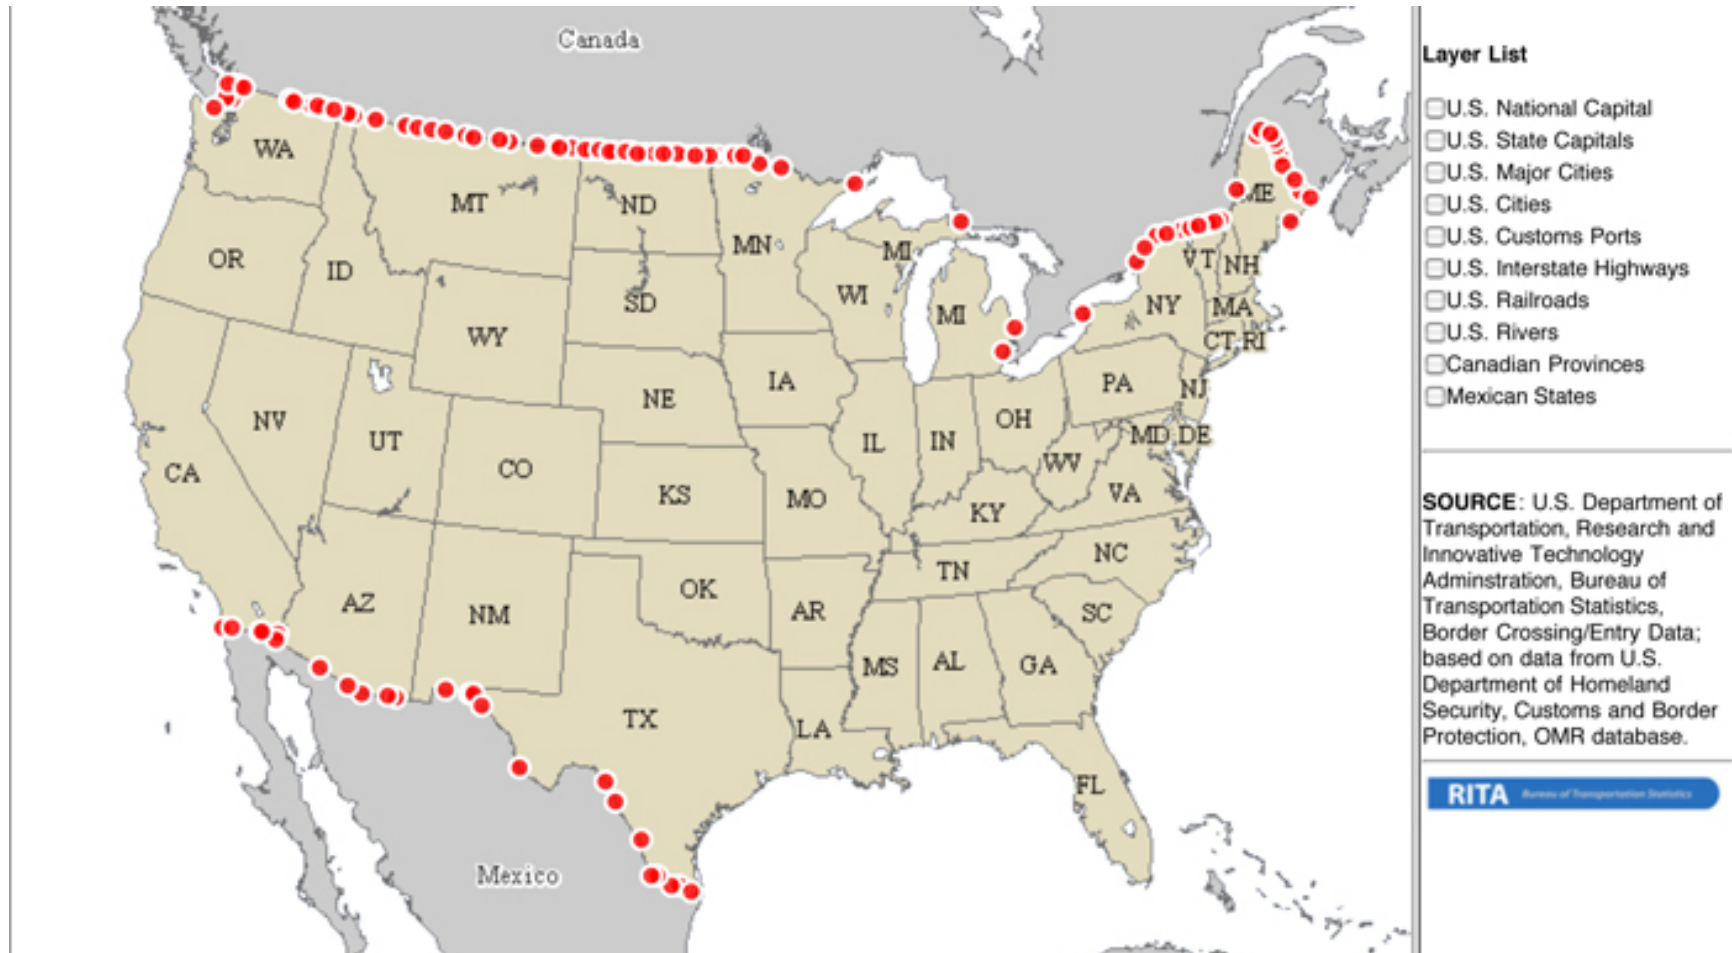 Canada
WA
MT
ND
ME
MN
MI
VT
NH
OR
ID
SD
WI
MI
NY
MA
WY
CT
RI
IA
PA
NJ
NE
NV
UT
IL
IN
OH
MD
DE
WV
CA
CO
KS
MO
VA
KY
NC
TN
OK
AZ
NM
AR
SC
MS
AL
GA
TX
LA
FL
Mexico
Layer List
U.S. National Capital
U.S. State Capitals
U.S. Major Cities
U.S. Cities
U.S. Customs Ports
U.S. Interstate Highways
U.S. Railroads
U.S. Rivers
Canadian Provinces
Mexican States
SOURCE: U.S. Department of
Transportation, Research and
Innovative Technology
Adminstration, Bureau of
Transportation Statistics,
Border Crossing/Entry Data;
based on data from U.S.
Department of Homeland
Security, Customs and Border
Protection, OMR database.
RITA Bureau of Transportation Statistics